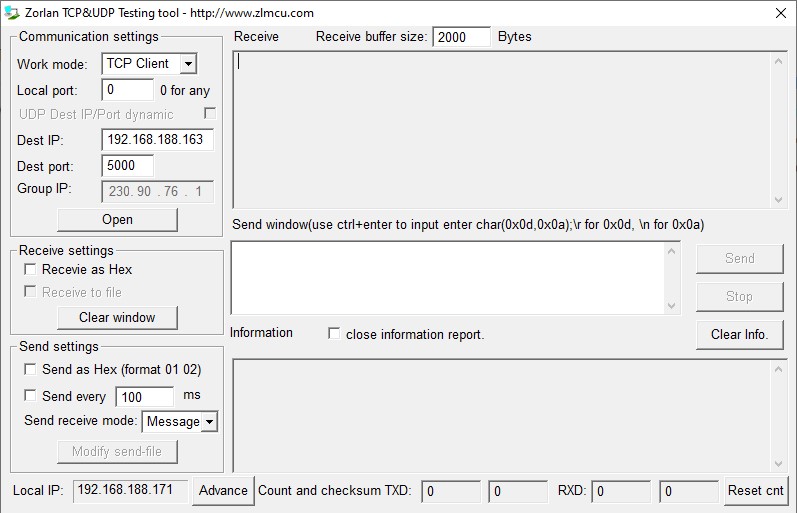 Zorlan TCP&UDP Testing tool - http://www.zlmcu.com
Communication settings
Work mode: TCP Client
Local port: 0 0 for any
UDP Dest IP/Port dynamic
Dest IP: 192.168.188.163
Dest port: 5000
Group IP: 230. 90 . 76 . 1
Open
Receive settings
Recevie as Hex
Receive to file
Clear window
Send settings
Send as Hex (format 01 02)
Send every 100 ms
Send receive mode: Message
Modify send-file
Receive Receive buffer size: 2000 Bytes
Send window(use ctrl+enter to input enter char(0x0d,0x0a);\r for 0x0d, \n for 0x0a)
Send
Stop
Information close information report. Clear Info.
Local IP: 192.168.188.171 Advance Count and checksum TXD: 0 0 RXD: 0 0 Reset cnt